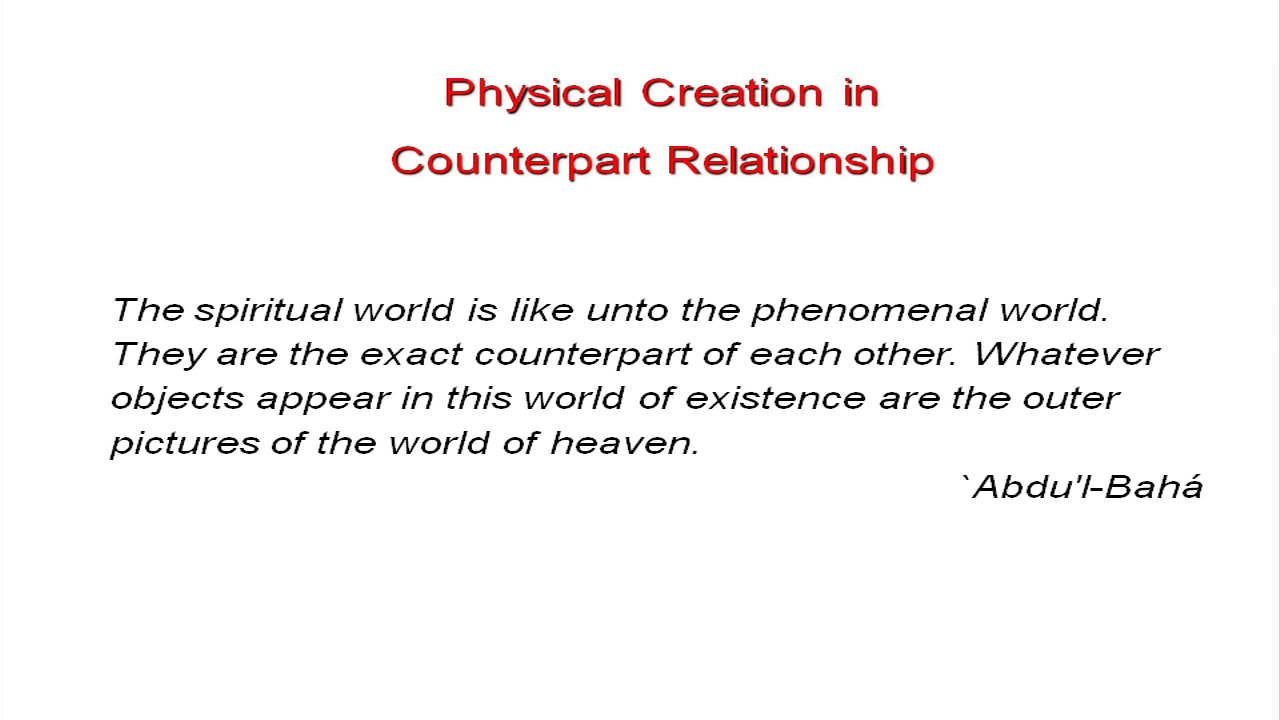 Physical Creation in
Counterpart Relationship
The spiritual world is like unto the phenomenal world.
They are the exact counterpart of each other. Whatever
objects appear in this world of existence are the outer
pictures of the world of heaven.
`Abdu'l-Bahá